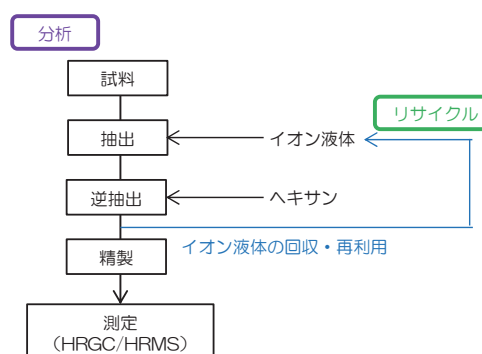 分析
試料
リサイクル
抽出
イオン液体
逆抽出
ヘキサン
イオン液体の回収・再利用
精製
測定
（HRGC/HRMS）